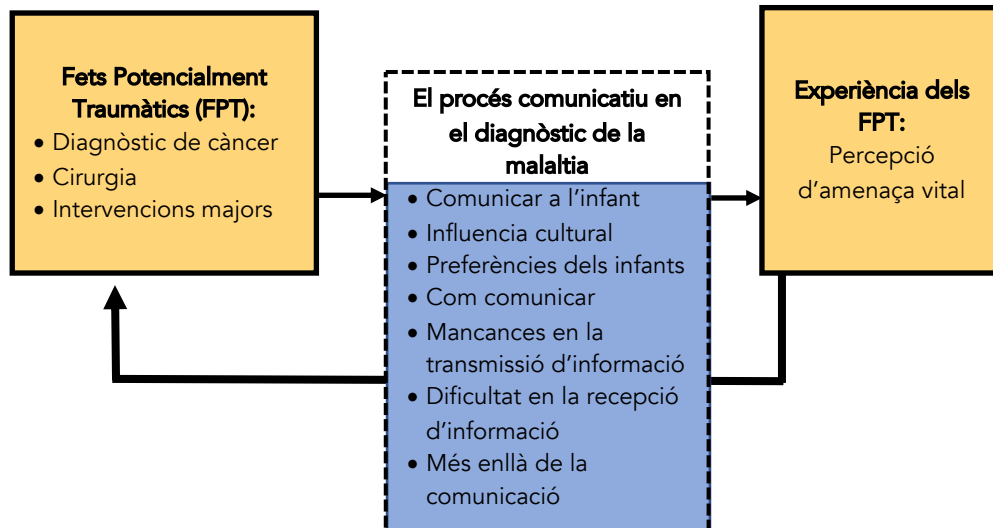 Fets Potencialment
Traumàtics (FPT):
• Diagnòstic de càncer
• Cirurgia
• Intervencions majors
El procés comunicatiu en
el diagnòstic de la
malaltia
• Comunicar a l'infant
• Influencia cultural
• Preferències dels infants
• Com comunicar
• Mancances en la
transmissió d'informació
• Dificultat en la recepció
d'informació
• Més enllà de la
comunicació
Experiència dels
FPT:
Percepció
d'amenaça vital